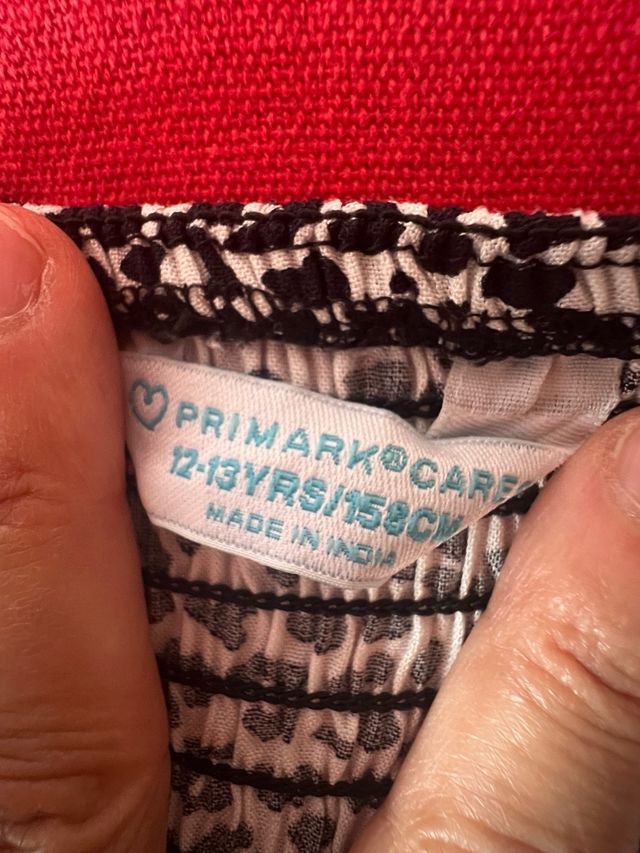 PRIMARK® CARES
12-13YRS/158CM
MADE IN INDIA